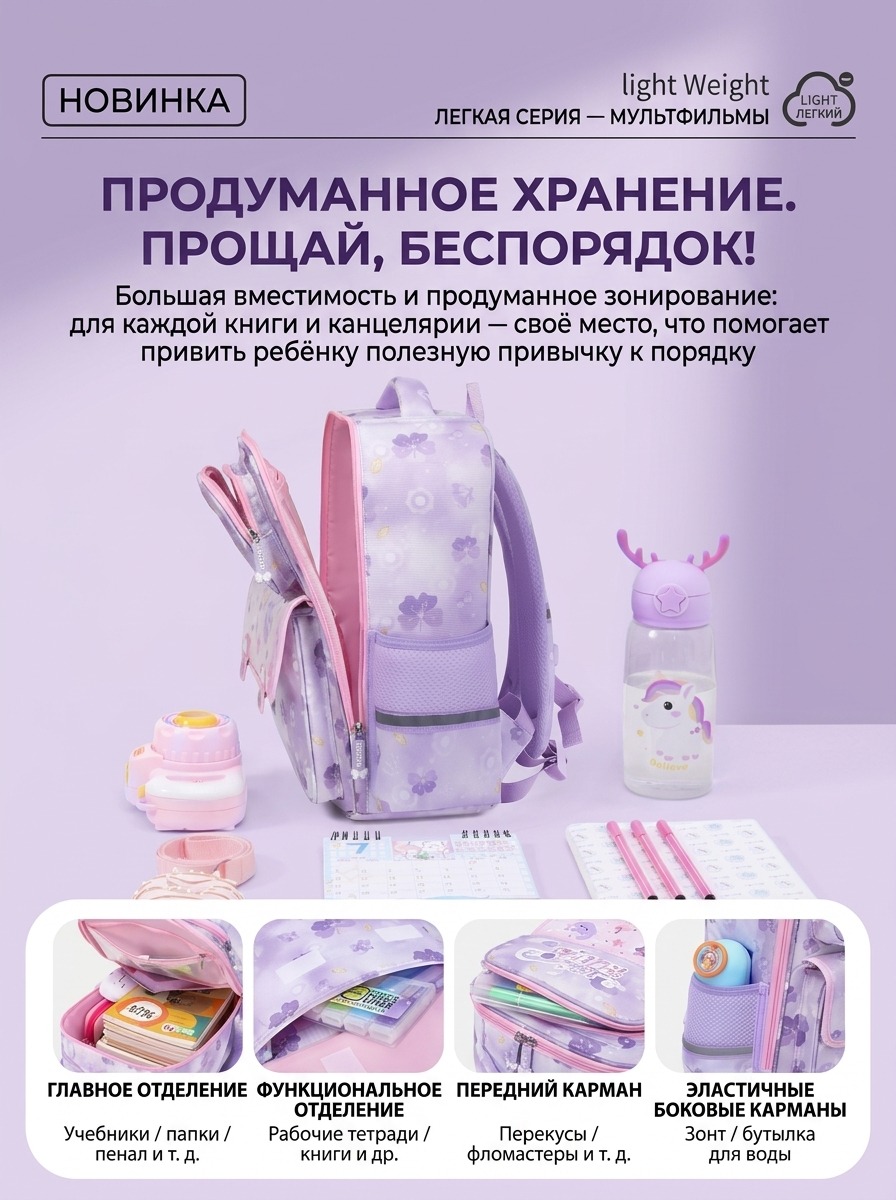 НОВИНКА
light Weight
ЛЕГКАЯ СЕРИЯ — МУЛЬТФИЛЬМЫ
LIGHT
ЛЕГКИЙ
ПРОДУМАННОЕ ХРАНЕНИЕ.
ПРОЩАЙ, БЕСПОРЯДОК!
Большая вместимость и продуманное зонирование:
для каждой книги и канцелярии — своё место, что помогает
привить ребёнку полезную привычку к порядку
Believe
7
ГЛАВНОЕ ОТДЕЛЕНИЕ
Учебники / папки /
пенал и т. д.
ФУНКЦИОНАЛЬНОЕ
ОТДЕЛЕНИЕ
Рабочие тетради /
книги и др.
ПЕРЕДНИЙ КАРМАН
Перекусы /
фломастеры и т. д.
ЭЛАСТИЧНЫЕ
БОКОВЫЕ КАРМАНЫ
Зонт / бутылка
для воды